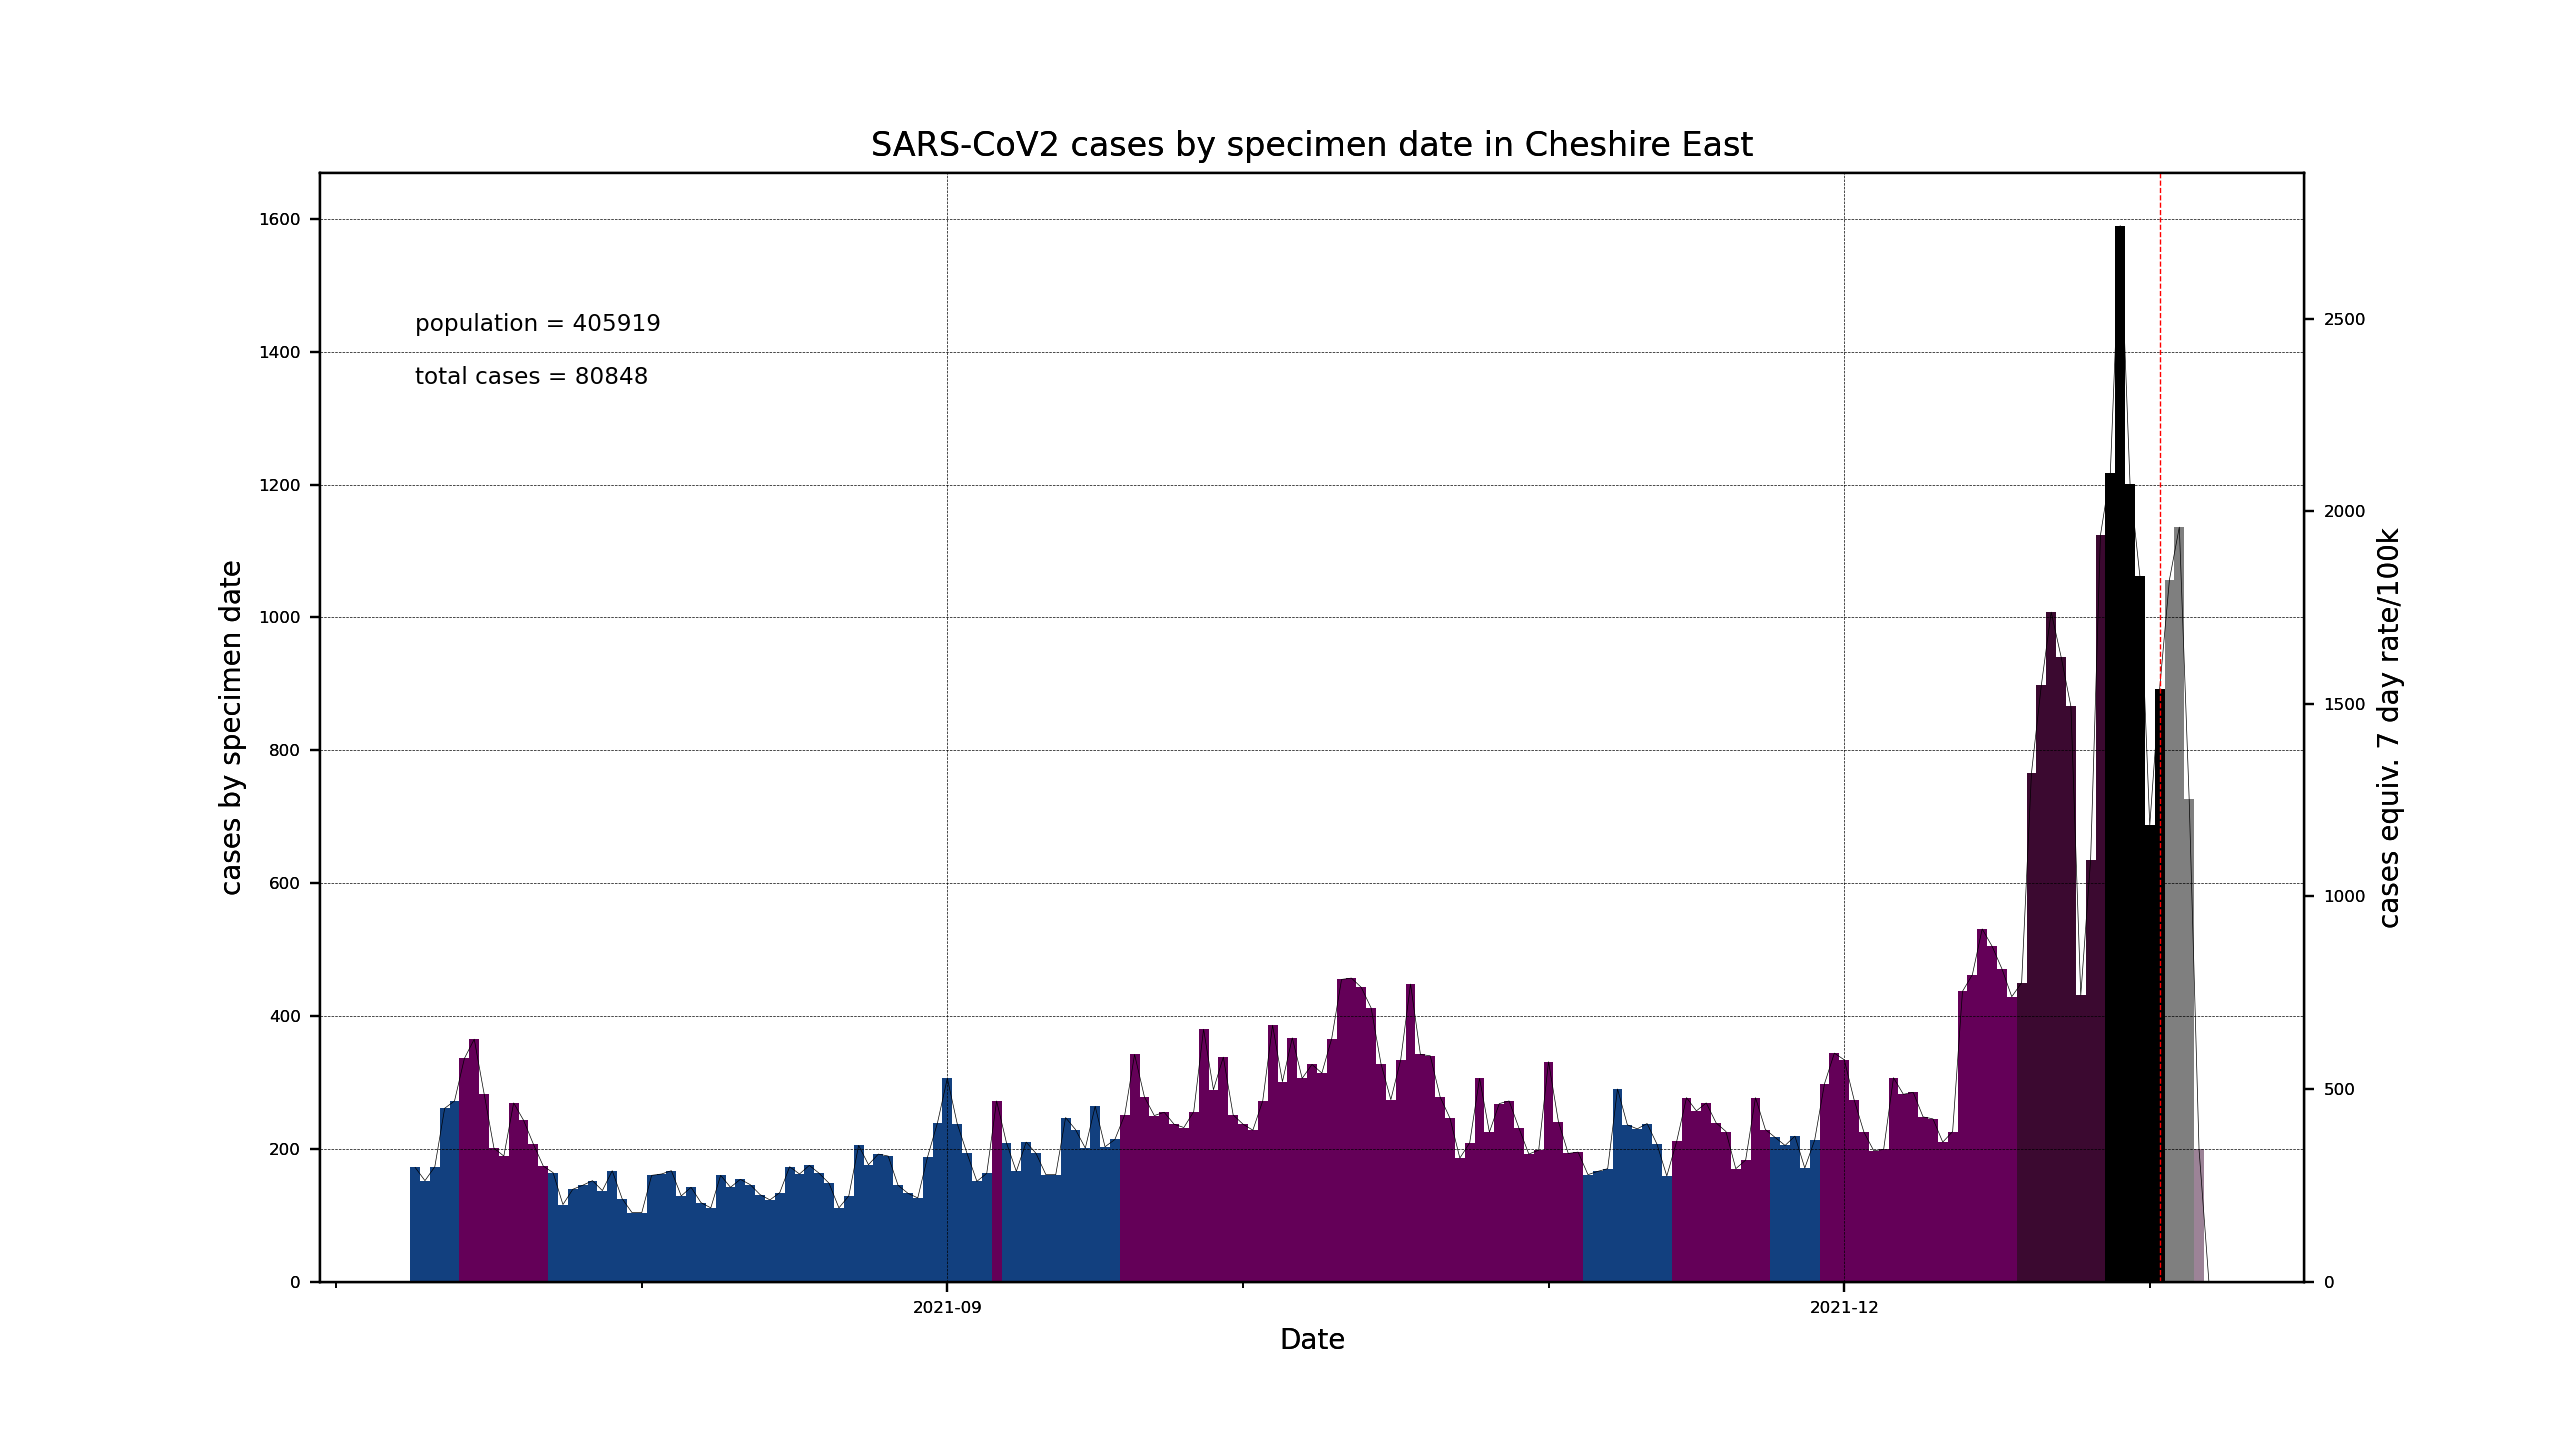 SARS-CoV2 cases by specimen date in Cheshire East
population = 405919
total cases = 80848
cases by specimen date
1600
1400
1200
1000
800
600
400
200
0
2500
2000
1500
1000
500
0
cases equiv. 7 day rate/100k
2021-09
2021-12
Date